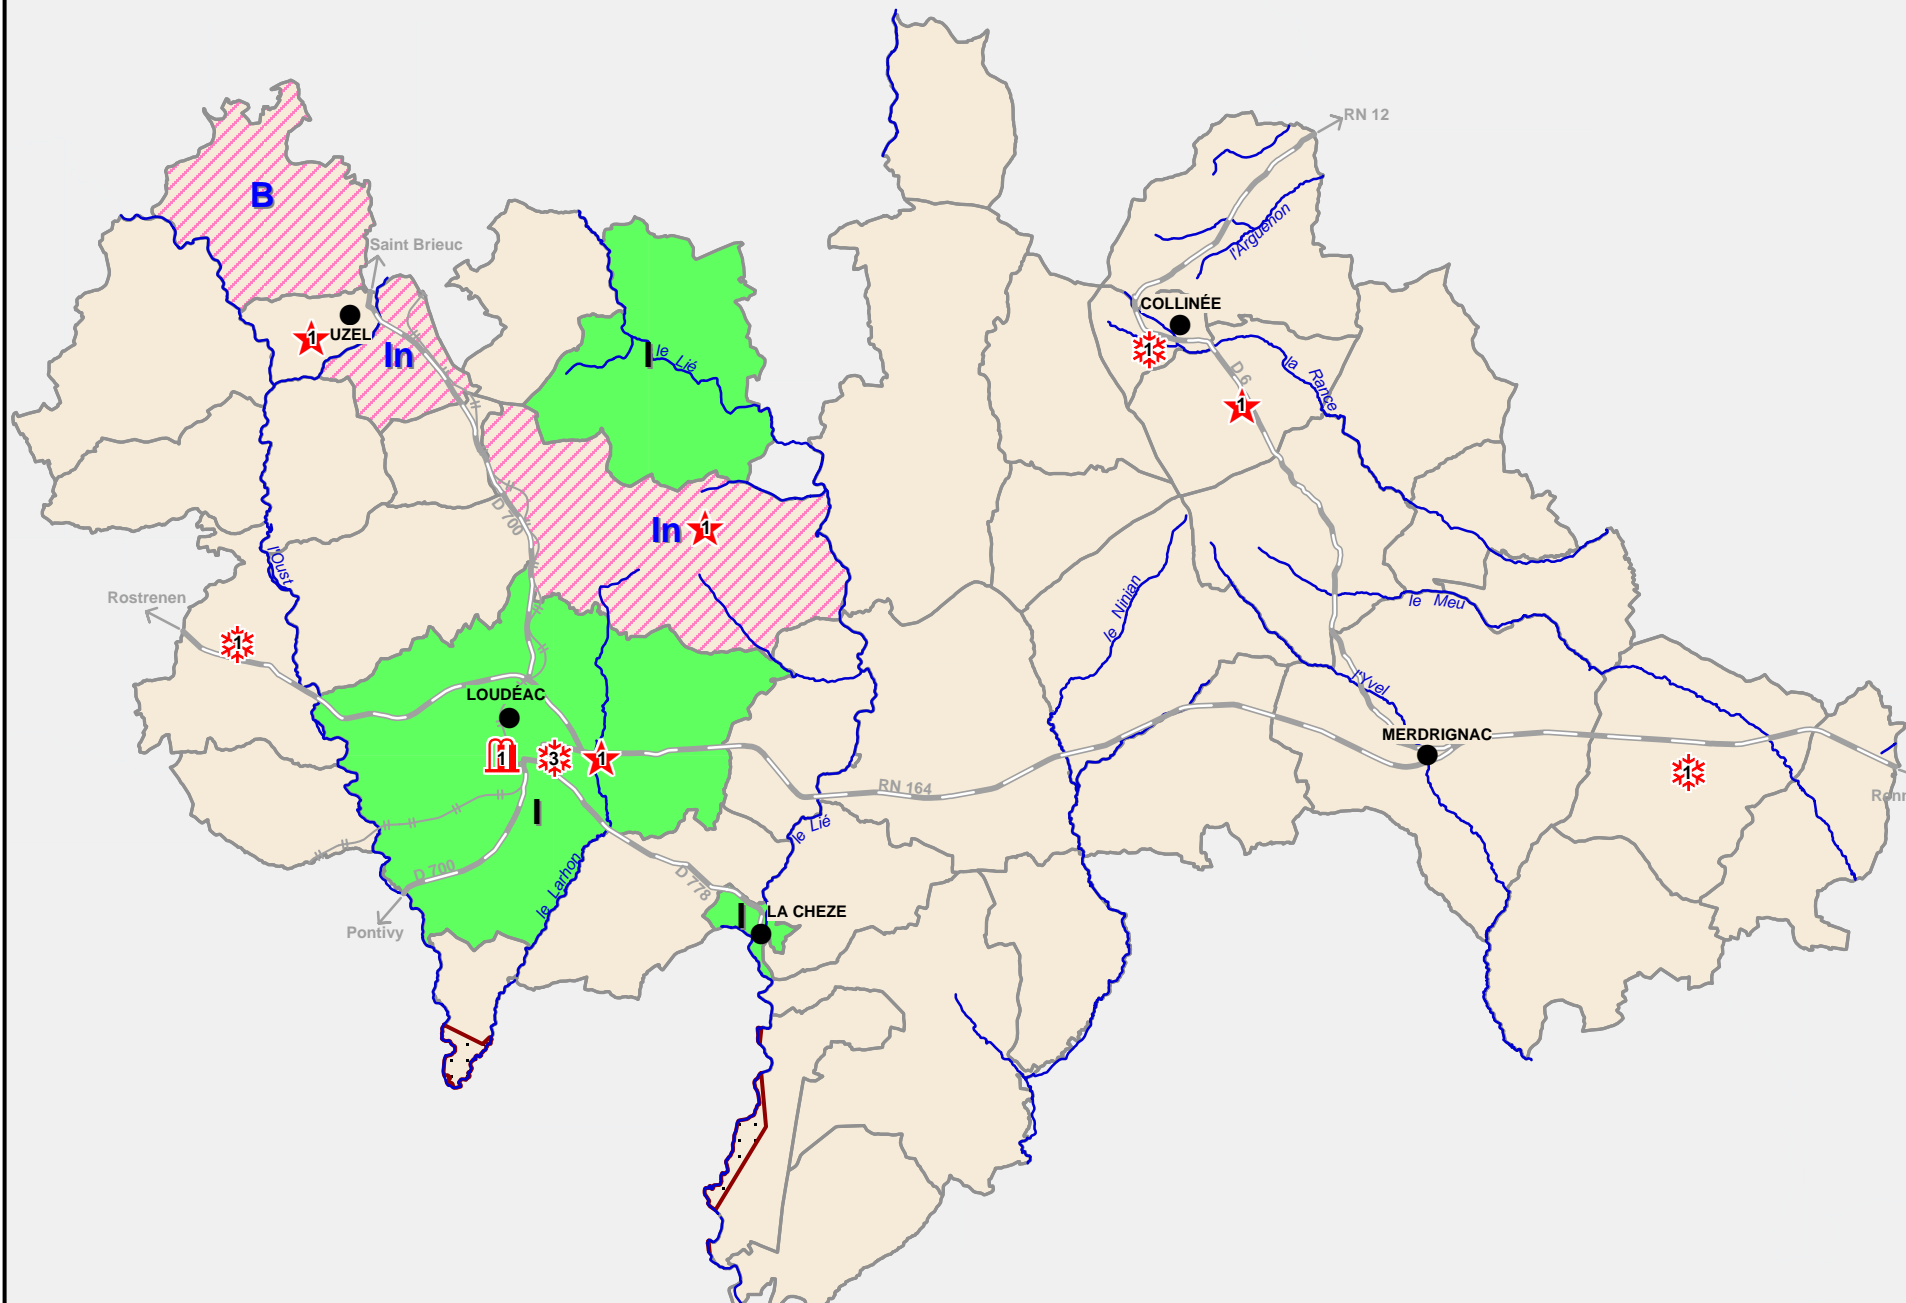 RN 12
B
Saint Brieuc
l'Arguenon
COLLINÉE
1
UZEL
In
I
le Lié
1
D 6
la Rance
1
D 700
In
1
l'Oust
Rostrenen
1
le Ninian
le Meu
LOUDÉAC
l'Yvel
MERDRIGNAC
1
3
1
1
RN 164
Renn
I
le Lié
D 700
D 778
le Larhon
I
LA CHEZE
Pontivy